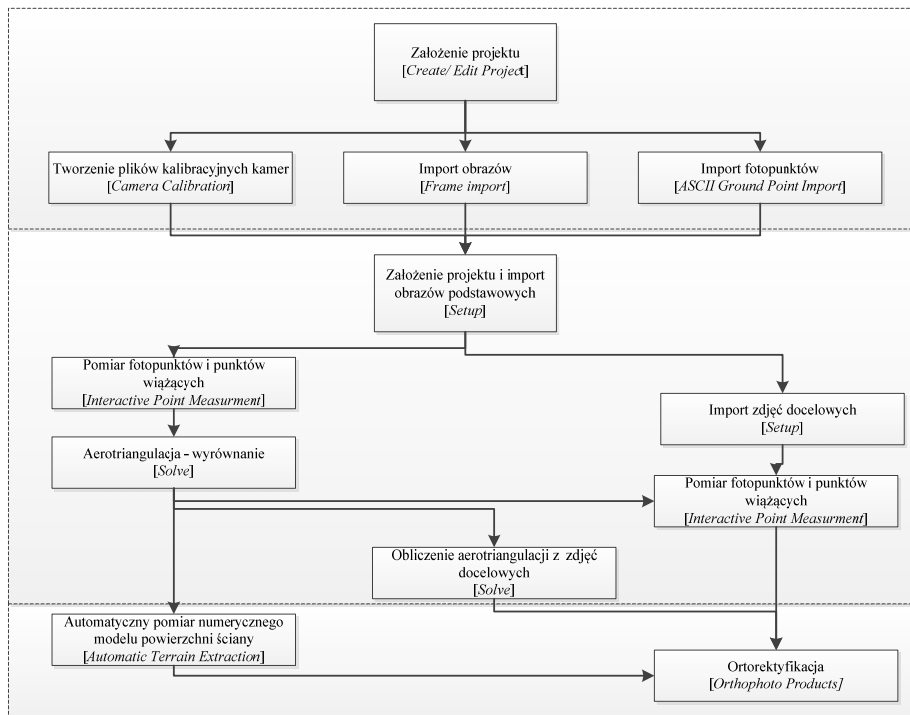 Założenie projektu
[Create/ Edit Project]
Tworzenie plików kalibracyjnych kamer
[Camera Calibration]
Import obrazów
[Frame import]
Import fotopunktów
[ASCII Ground Point Import]
Założenie projektu i import
obrazów podstawowych
[Setup]
Pomiar fotopunktów i punktów
wiążących
[Interactive Point Measurment]
Import zdjęć docelowych
[Setup]
Aerotriangulacja - wyrównanie
[Solve]
Pomiar fotopunktów i punktów
wiążących
[Interactive Point Measurment]
Obliczenie aerotriangulacji z zdjęć
docelowych
[Solve]
Automatyczny pomiar numerycznego
modelu powierzchni ściany
[Automatic Terrain Extraction]
Ortorektyfikacja
[Orthophoto Products]